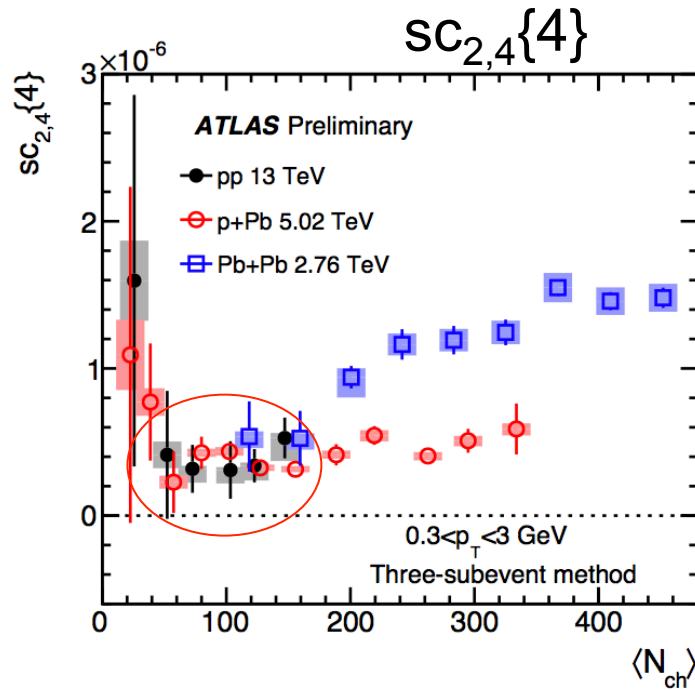 sc₂,₄{4}
3 ×10⁻⁶
sc₂,₄{4}
ATLAS Preliminary
pp 13 TeV
p+Pb 5.02 TeV
Pb+Pb 2.76 TeV
2
1
0
0.3<p_T<3 GeV
Three-subevent method
0 100 200 300 400
⟨N_ch⟩